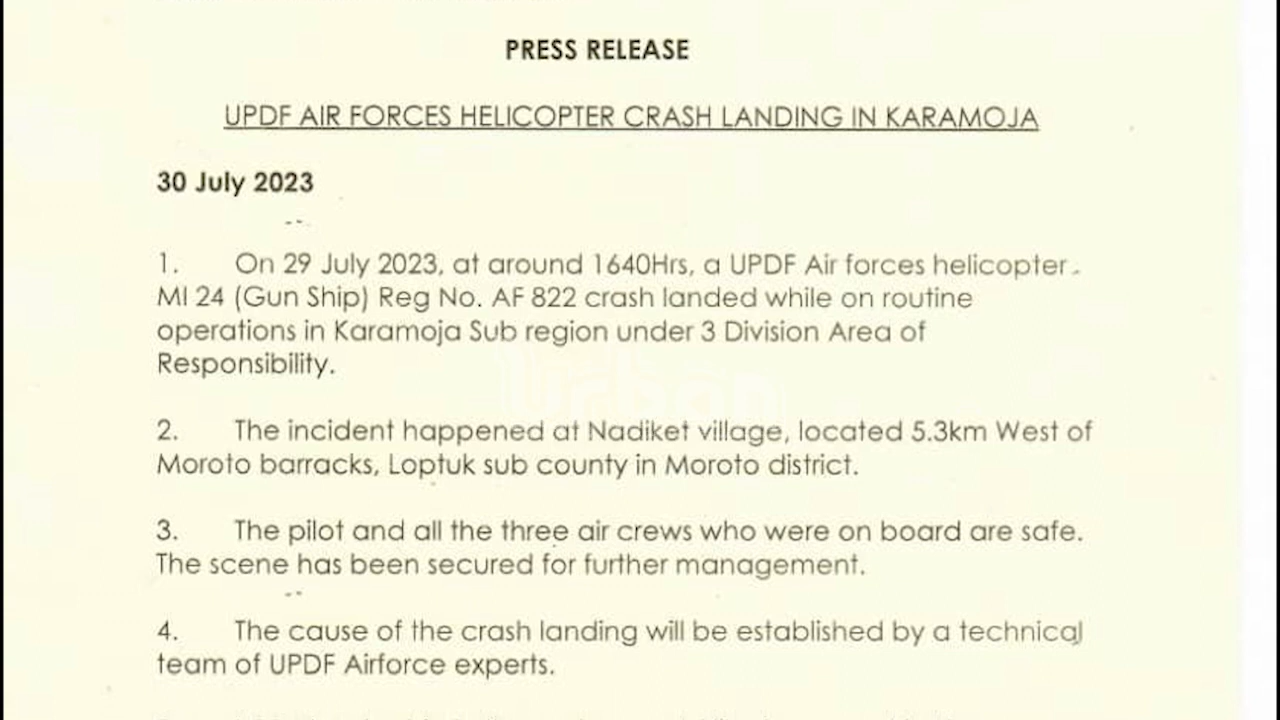 PRESS RELEASE
UPDF AIR FORCES HELICOPTER CRASH LANDING IN KARAMOJA
30 July 2023
1. On 29 July 2023, at around 1640Hrs, a UPDF Air forces helicopter.
MI 24 (Gun Ship) Reg No. AF 822 crash landed while on routine
operations in Karamoja Sub region under 3 Division Area of
Responsibility.
urban
2. The incident happened at Nadiket village, located 5.3km West of
Moroto barracks, Loptuk sub county in Moroto district.
3. The pilot and all the three air crews who were on board are safe.
The scene has been secured for further management.
4. The cause of the crash landing will be established by a technical
team of UPDF Airforce experts.